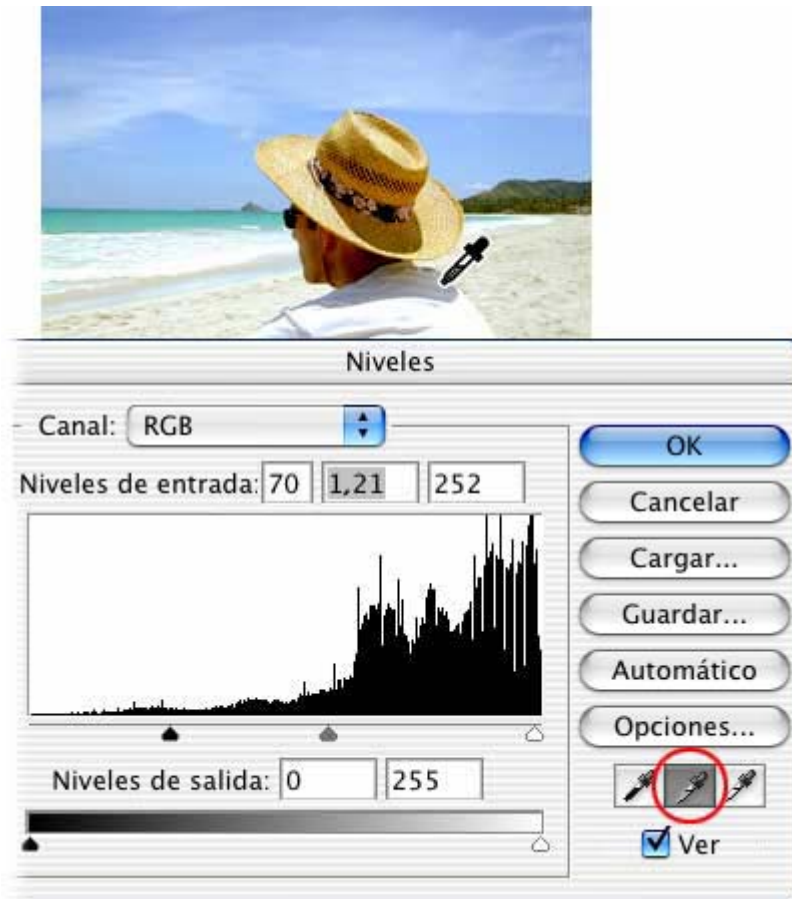 Niveles
Canal: RGB
Niveles de entrada: 70 1,21 252
Niveles de salida: 0 255
OK
Cancelar
Cargar...
Guardar...
Automático
Opciones...
Ver